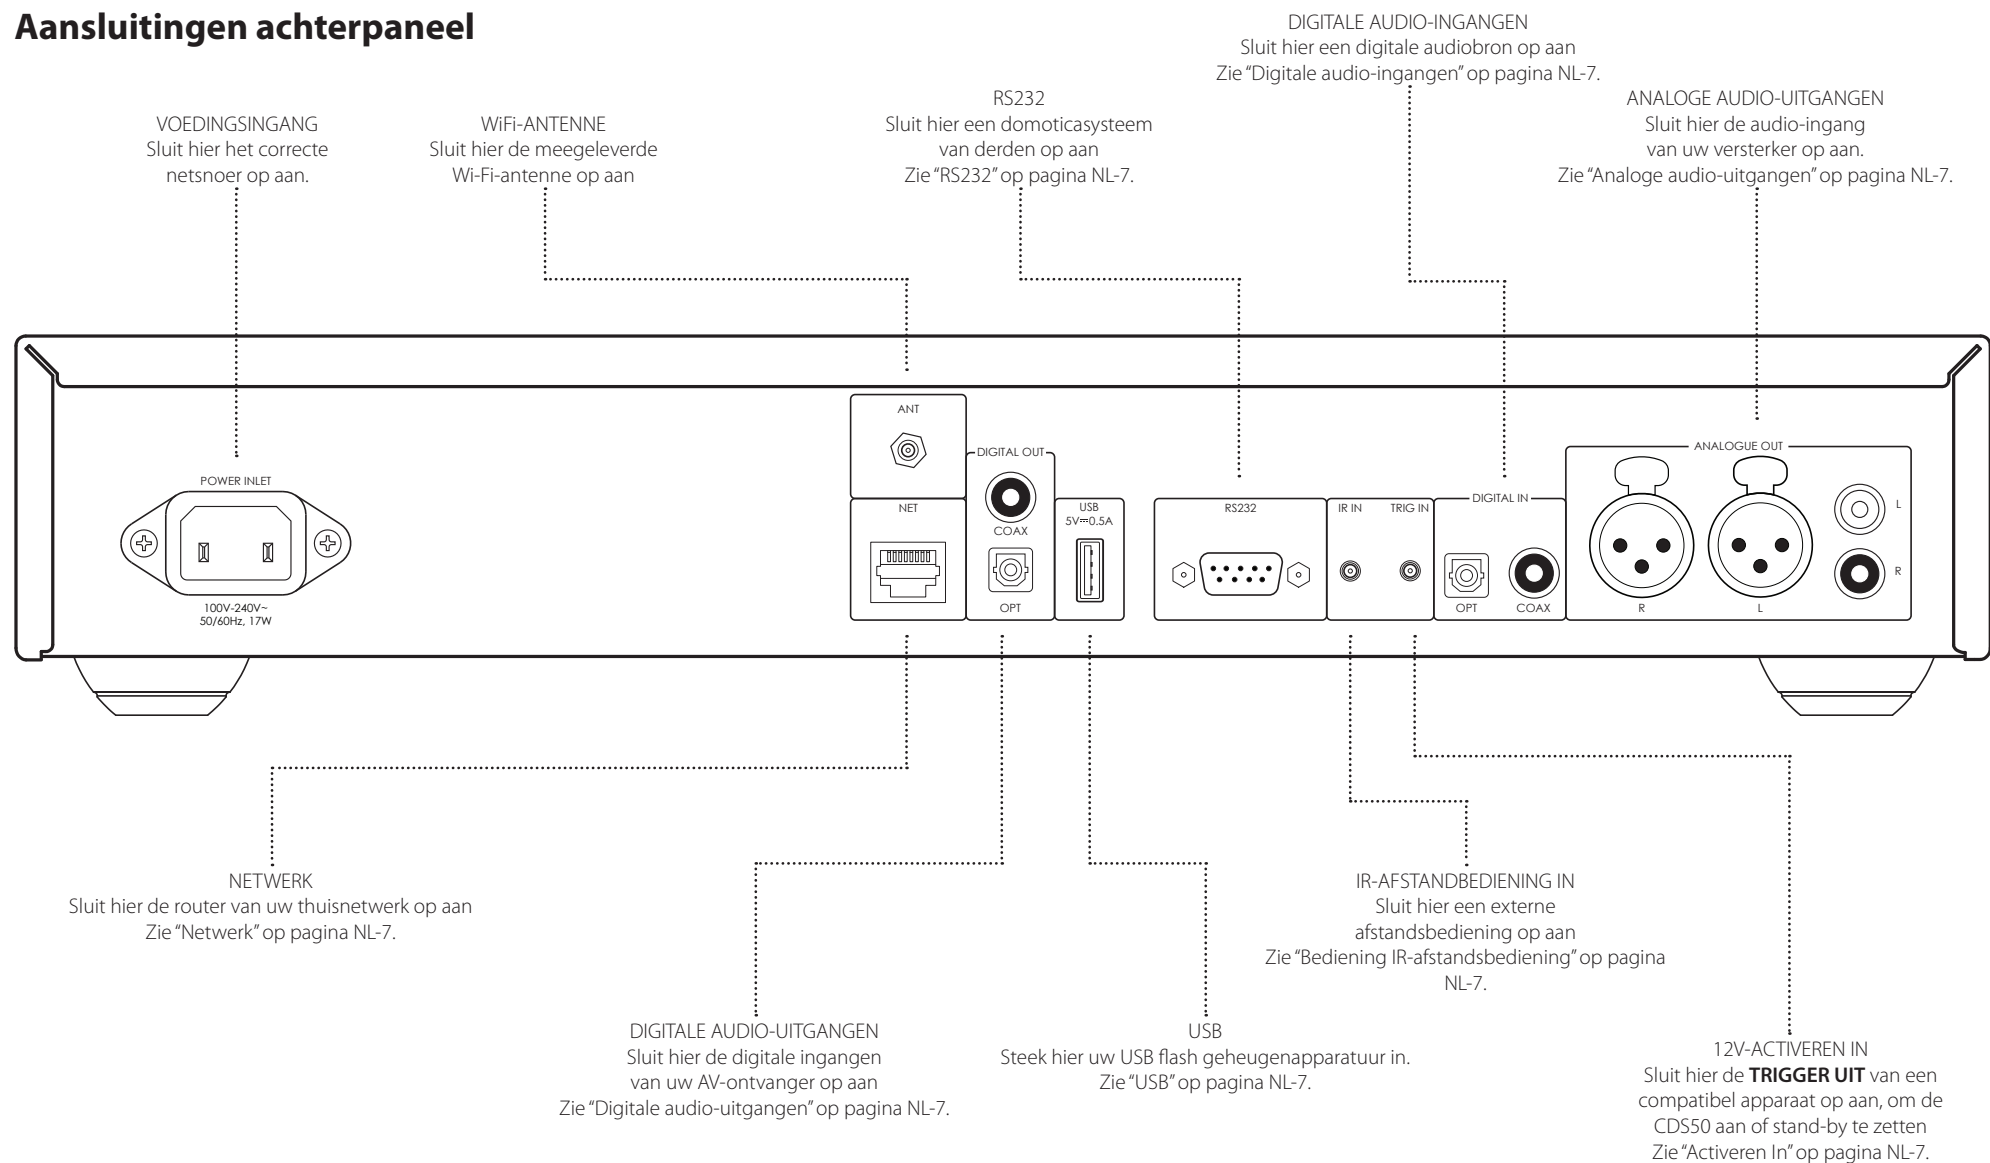 Aansluitingen achterpaneel
DIGITALE AUDIO-INGANGEN
Sluit hier een digitale audiobron op aan
Zie “Digitale audio-ingangen” op pagina NL-7.
VOEDINGSINGANG
Sluit hier het correcte
netsnoer op aan.
WiFi-ANTENNE
Sluit hier de meegeleverde
Wi-Fi-antenne op aan
RS232
Sluit hier een domoticasysteem
van derden op aan
Zie “RS232” op pagina NL-7.
ANALOGE AUDIO-UITGANGEN
Sluit hier de audio-ingang
van uw versterker op aan.
Zie “Analoge audio-uitgangen” op pagina NL-7.
POWER INLET
100V-240V~
50/60Hz, 17W
ANT
NET
DIGITAL OUT
COAX
OPT
USB
5V⎓0.5A
RS232
IR IN
TRIG IN
DIGITAL IN
OPT
COAX
ANALOGUE OUT
R
L
L
R
NETWERK
Sluit hier de router van uw thuisnetwerk op aan
Zie “Netwerk” op pagina NL-7.
DIGITALE AUDIO-UITGANGEN
Sluit hier de digitale ingangen
van uw AV-ontvanger op aan
Zie “Digitale audio-uitgangen” op pagina NL-7.
USB
Steek hier uw USB flash geheugenapparatuur in.
Zie “USB” op pagina NL-7.
IR-AFSTANDBEDIENING IN
Sluit hier een externe
afstandsbediening op aan
Zie “Bediening IR-afstandsbediening” op pagina
NL-7.
12V-ACTIVEREN IN
Sluit hier de TRIGGER UIT van een
compatibel apparaat op aan, om de
CDS50 aan of stand-by te zetten
Zie “Activeren In” op pagina NL-7.